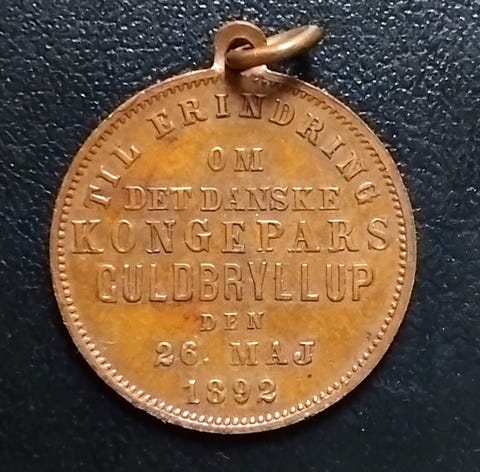 TIL ERINDRING
OM
DET DANSKE
KONGEPARS
GULDBRYLLUP
DEN
26. MAJ
1892